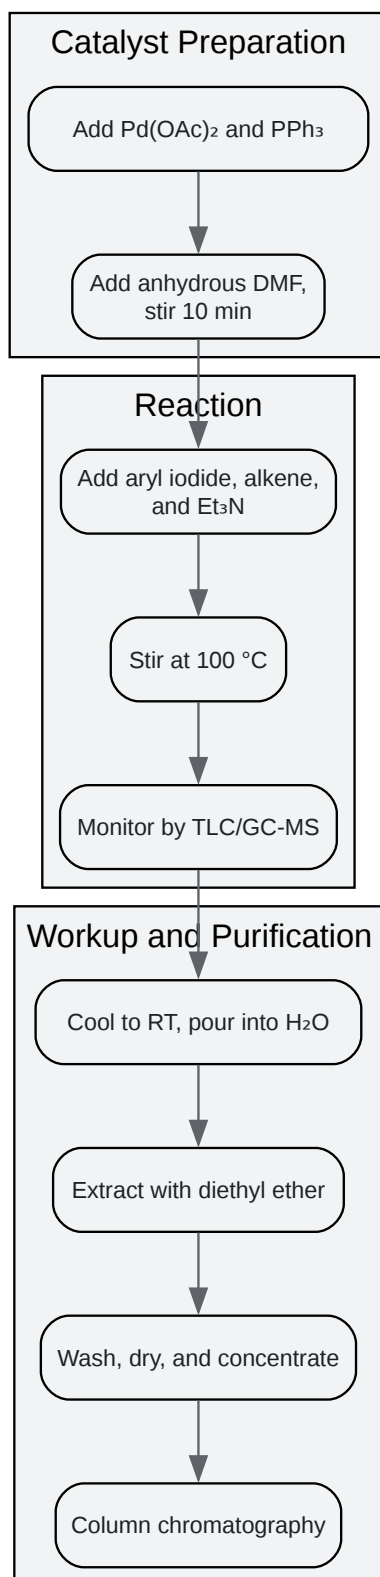 Catalyst Preparation
Add Pd(OAc)₂ and PPh₃
Add anhydrous DMF,
stir 10 min
Reaction
Add aryl iodide, alkene,
and Et₃N
Stir at 100 °C
Monitor by TLC/GC-MS
Workup and Purification
Cool to RT, pour into H₂O
Extract with diethyl ether
Wash, dry, and concentrate
Column chromatography